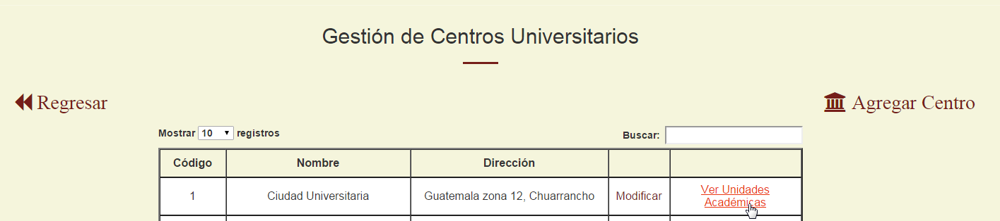 Gestión de Centros Universitarios
Regresar
Agregar Centro
Mostrar 10 registros
Buscar:
Código Nombre Dirección
1 Ciudad Universitaria Guatemala zona 12, Chuarrancho Modificar Ver Unidades
Académicas